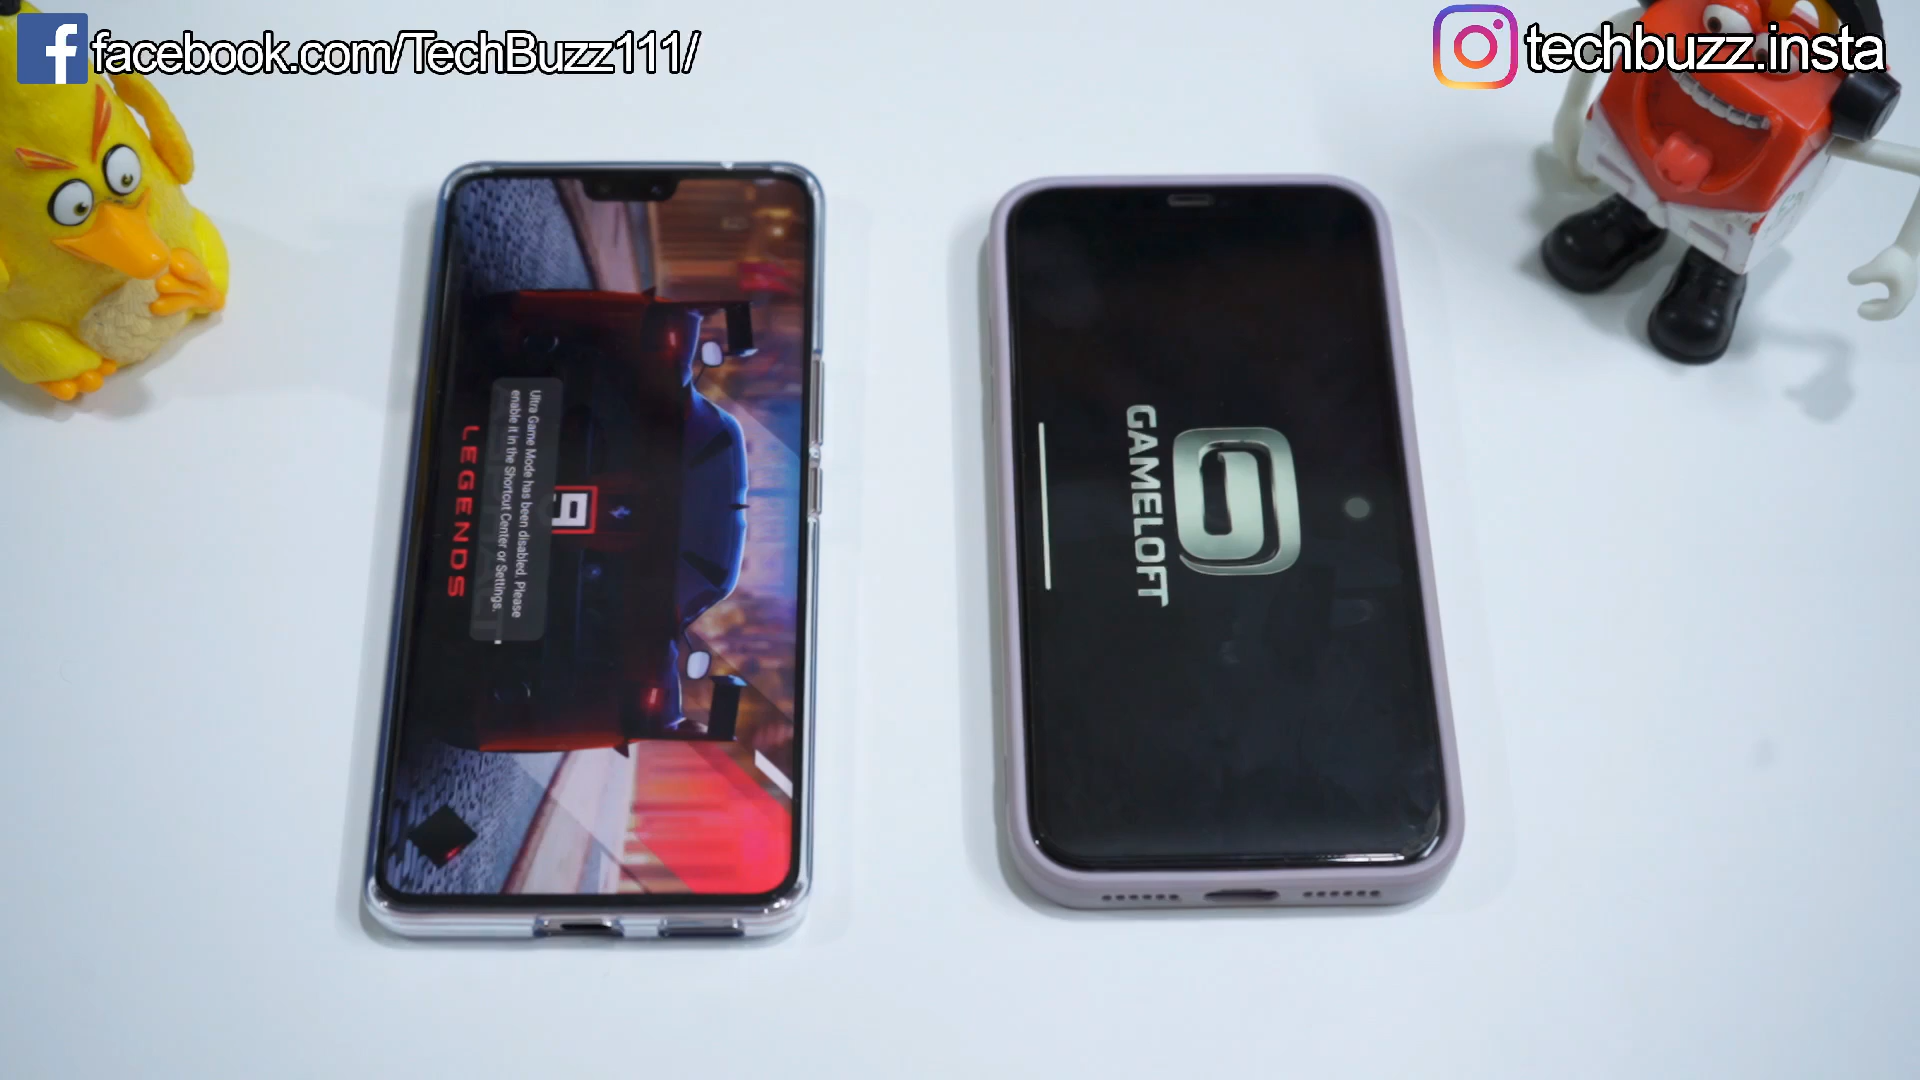 facebook.com/TechBuzz111/
techbuzz.insta
Ultra Game Mode has been disabled. Please
enable it in the Shortcut Center or Settings.
9
LEGENDS
GAMELOFT